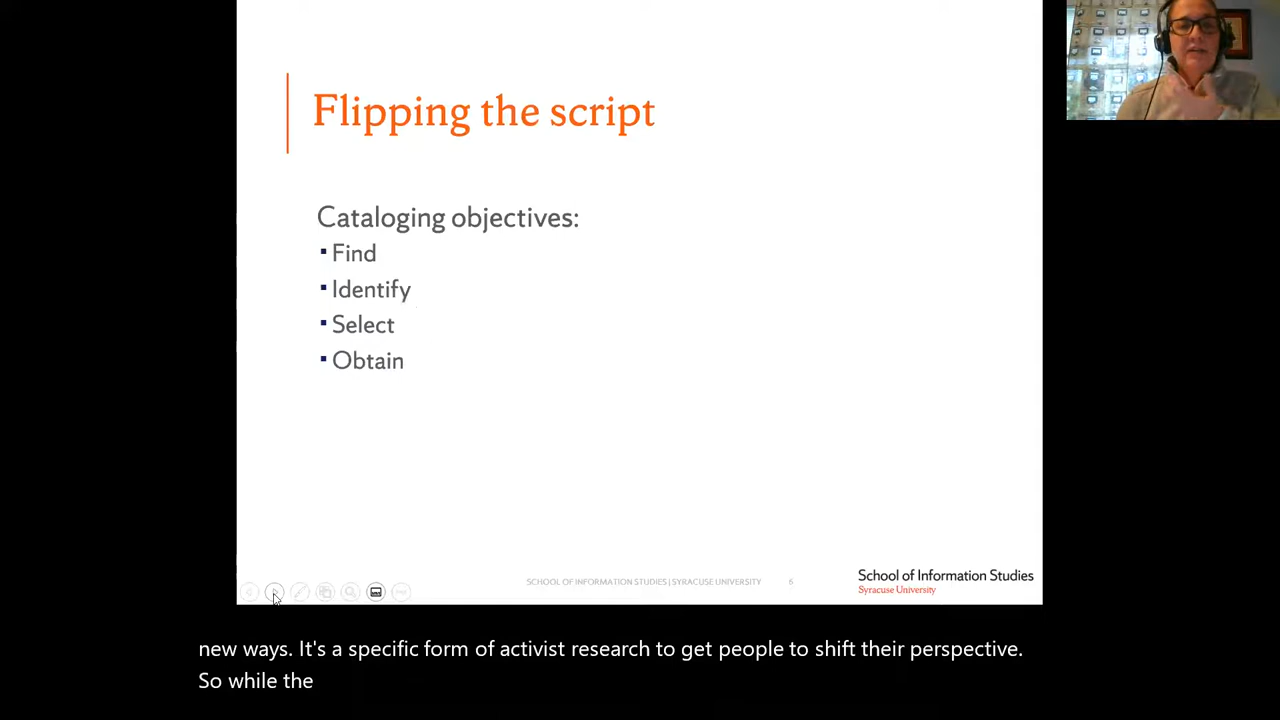 Flipping the script
Cataloging objectives:
▪ Find
▪ Identify
▪ Select
▪ Obtain
SCHOOL OF INFORMATION STUDIES | SYRACUSE UNIVERSITY 6
School of Information Studies
Syracuse University
new ways. It's a specific form of activist research to get people to shift their perspective.
So while the